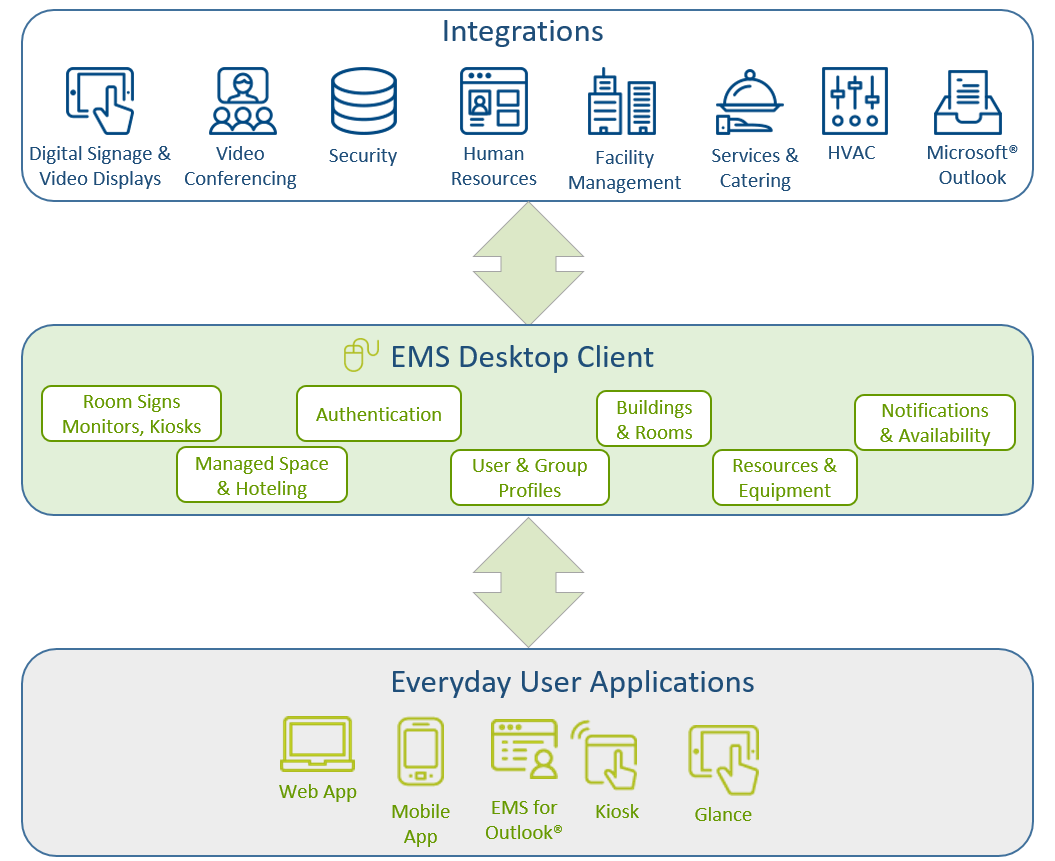 Integrations
Digital Signage &
Video Displays
Video
Conferencing
Security
Human
Resources
Facility
Management
Services &
Catering
HVAC
Microsoft®
Outlook
EMS Desktop Client
Room Signs
Monitors, Kiosks
Managed Space
& Hoteling
Authentication
User & Group
Profiles
Buildings
& Rooms
Resources &
Equipment
Notifications
& Availability
Everyday User Applications
Web App
Mobile
App
EMS for
Outlook®
Kiosk
Glance